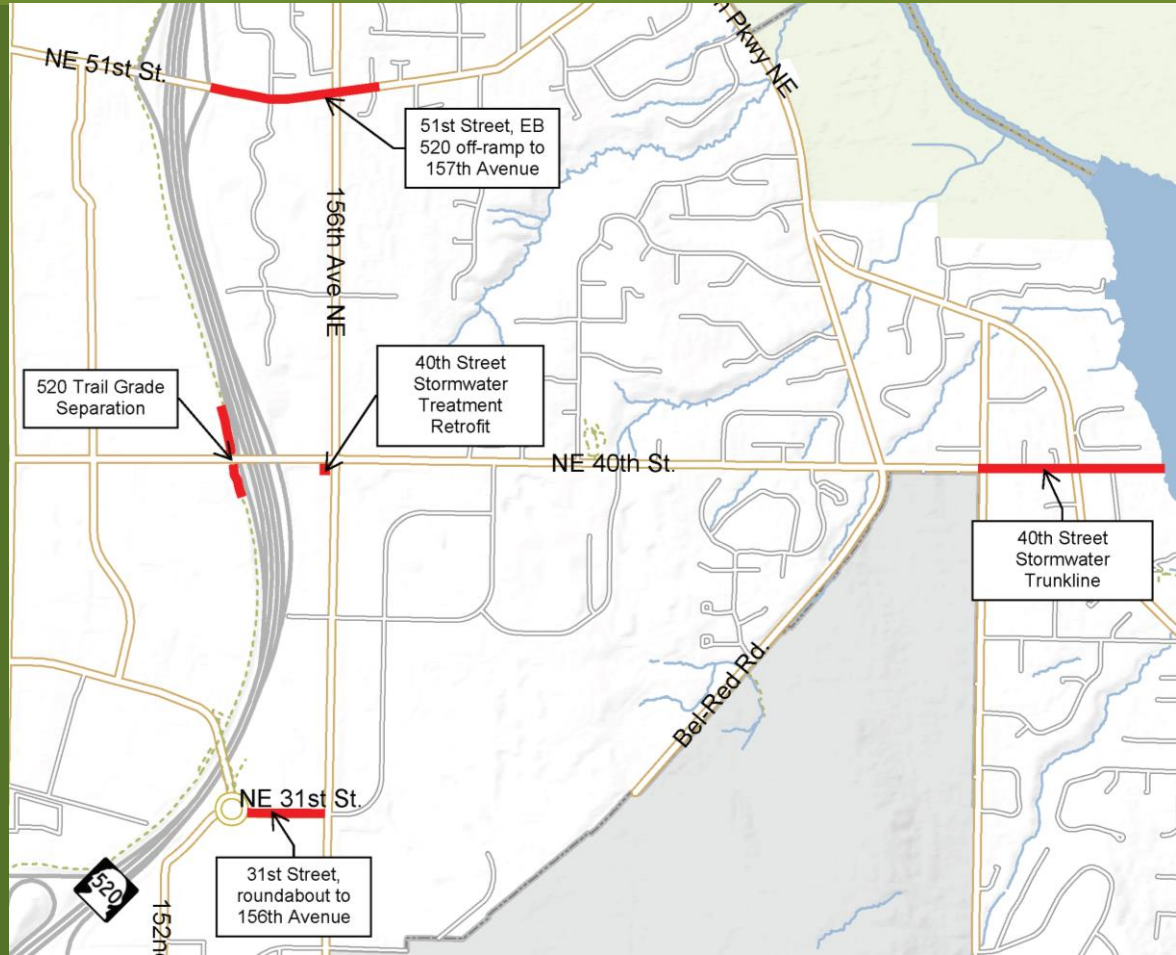 NE 51st St.
Pkwy NE
51st Street, EB
520 off-ramp to
157th Avenue
156th Ave NE
520 Trail Grade
Separation
40th Street
Stormwater
Treatment
Retrofit
NE 40th St.
40th Street
Stormwater
Trunkline
Bel-Red Rd.
NE 31st St.
31st Street,
roundabout to
156th Avenue
520